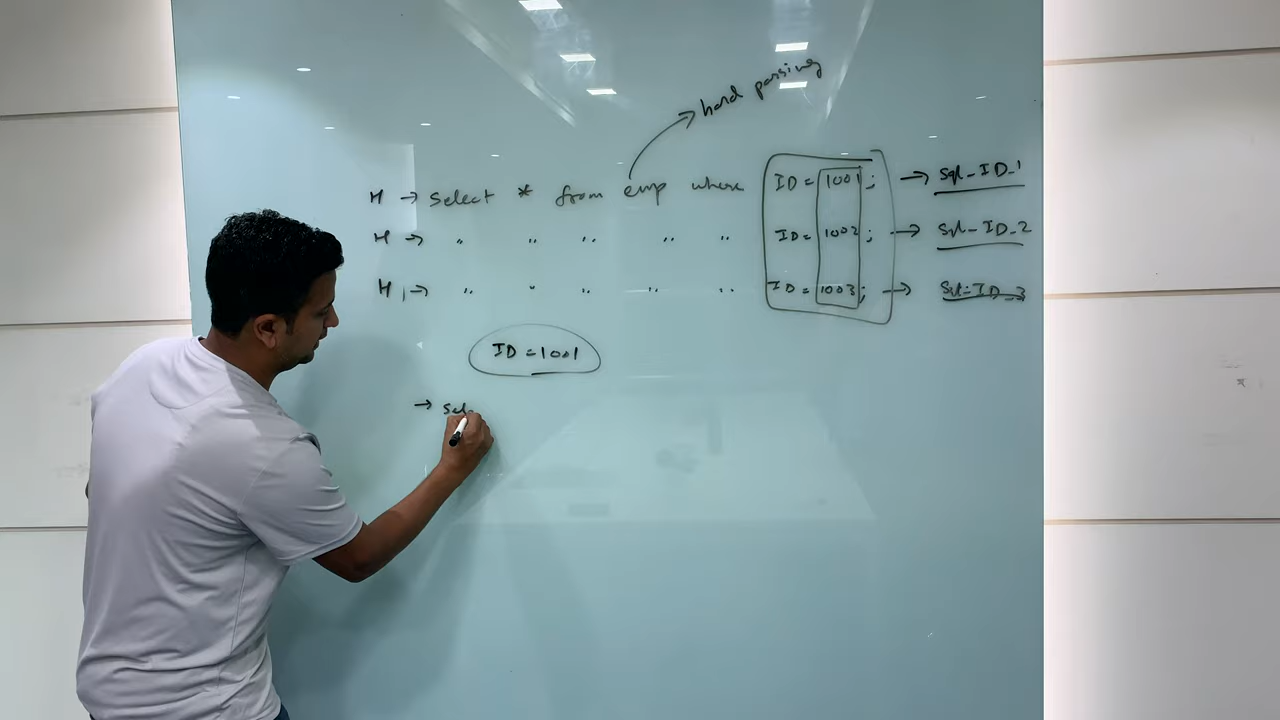 hard parsing
H → Select * from emp where ID = 1001; → Sql-ID-1
H → " " " " " ID = 1002; → Sql-ID-2
H → " " " " " ID = 1003; → Sql-ID-3
ID = 1001
→ Sel